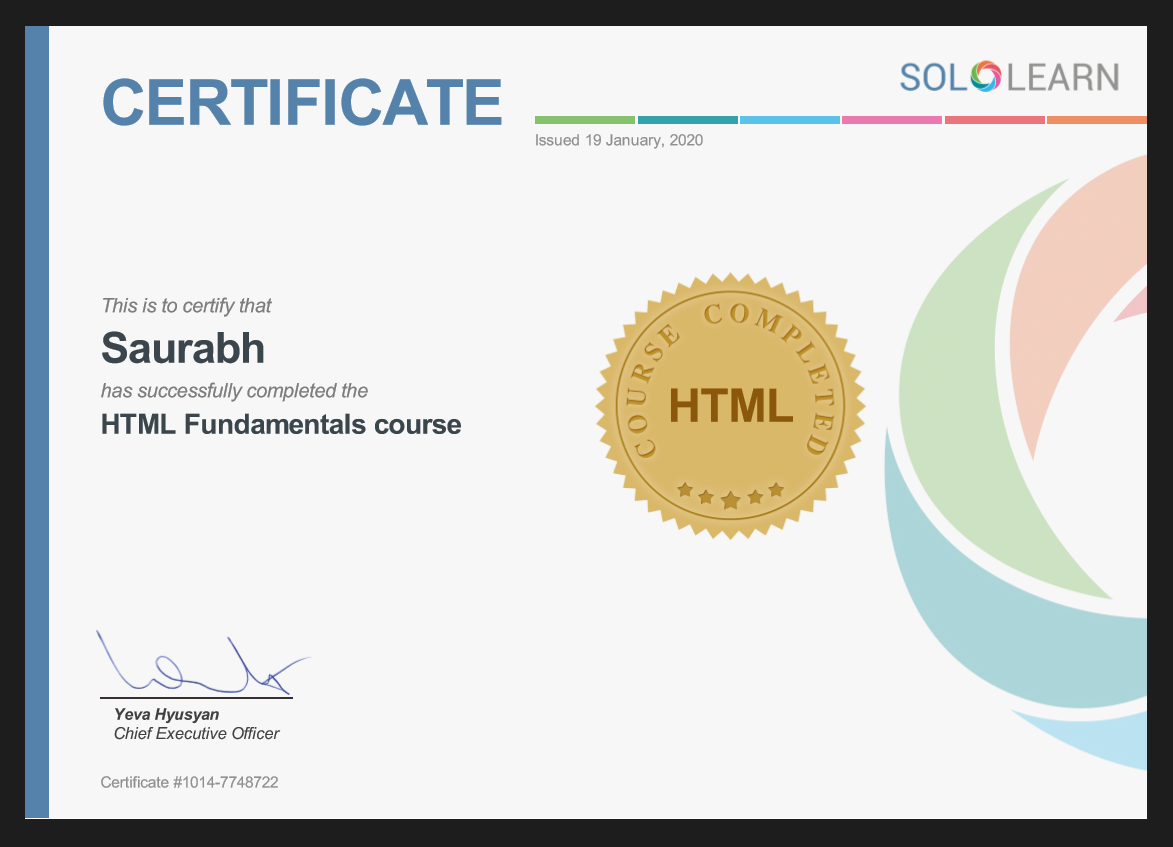 CERTIFICATE
SOLOLEARN
Issued 19 January, 2020
This is to certify that
Saurabh
has successfully completed the
HTML Fundamentals course
COURSE COMPLETED
HTML
Yeva Hyusyan
Chief Executive Officer
Certificate #1014-7748722